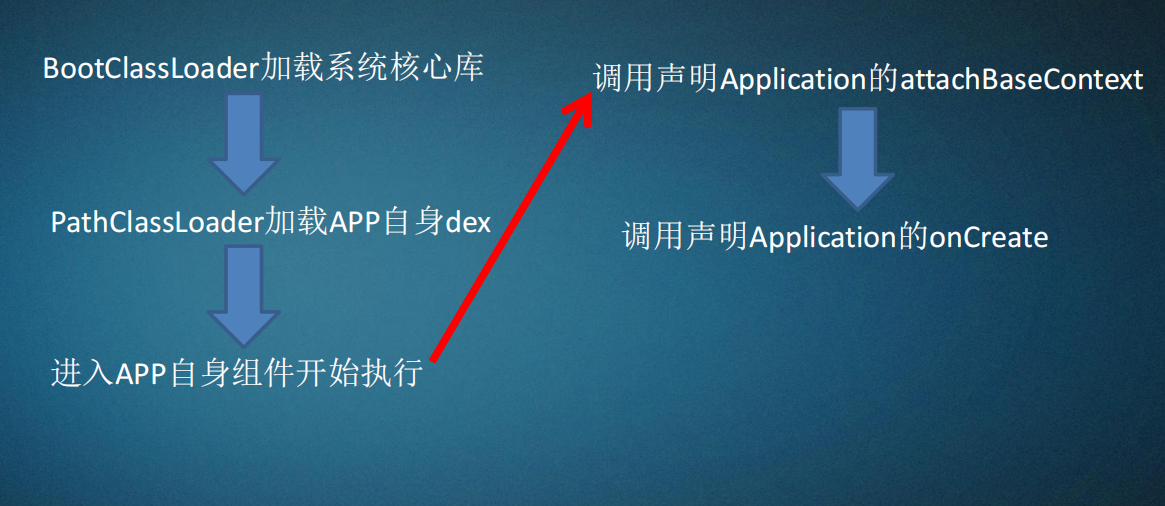 BootClassLoader加载系统核心库
PathClassLoader加载APP自身dex
进入APP自身组件开始执行
调用声明Application的attachBaseContext
调用声明Application的onCreate